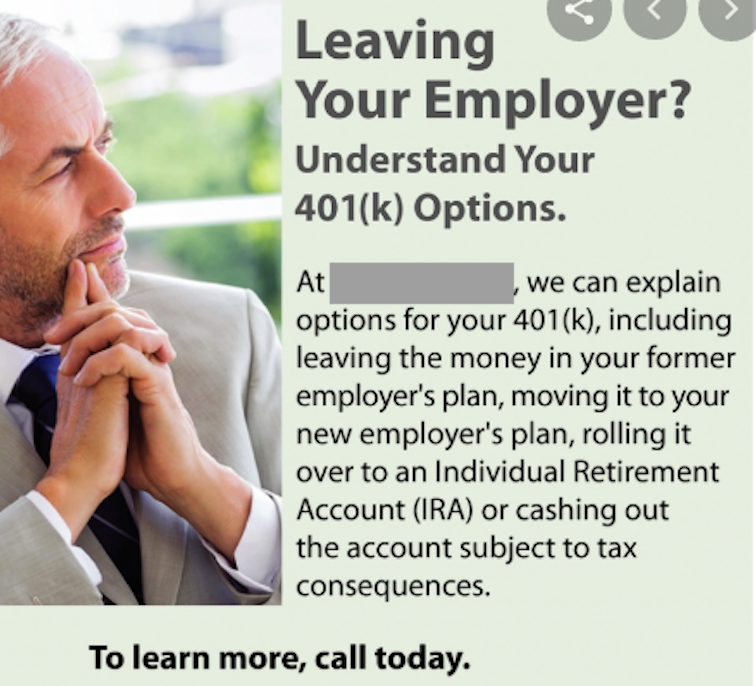 Leaving
Your Employer?
Understand Your
401(k) Options.
At , we can explain
options for your 401(k), including
leaving the money in your former
employer's plan, moving it to your
new employer's plan, rolling it
over to an Individual Retirement
Account (IRA) or cashing out
the account subject to tax
consequences.
To learn more, call today.